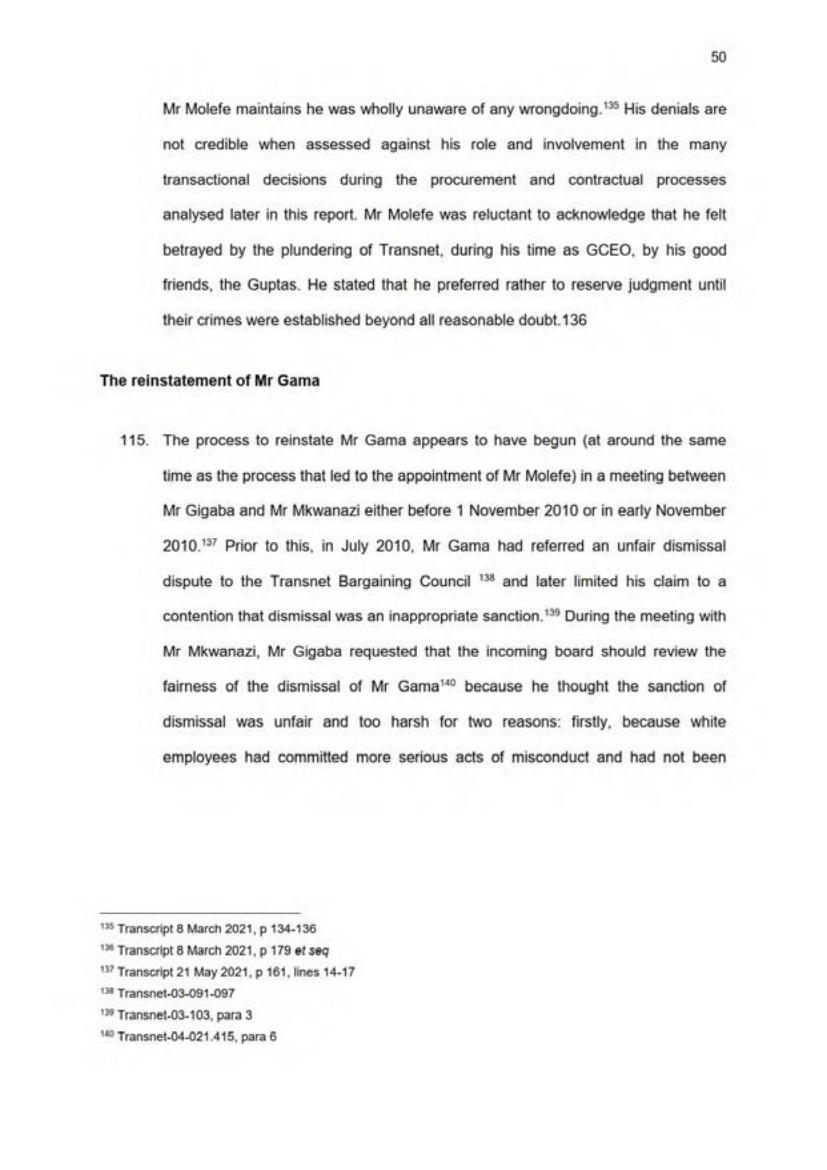 50
Mr Molefe maintains he was wholly unaware of any wrongdoing.135 His denials are
not credible when assessed against his role and involvement in the many
transactional decisions during the procurement and contractual processes
analysed later in this report. Mr Molefe was reluctant to acknowledge that he felt
betrayed by the plundering of Transnet, during his time as GCEO, by his good
friends, the Guptas. He stated that he preferred rather to reserve judgment until
their crimes were established beyond all reasonable doubt.136
The reinstatement of Mr Gama
115. The process to reinstate Mr Gama appears to have begun (at around the same
time as the process that led to the appointment of Mr Molefe) in a meeting between
Mr Gigaba and Mr Mkwanazi either before 1 November 2010 or in early November
2010.137 Prior to this, in July 2010, Mr Gama had referred an unfair dismissal
dispute to the Transnet Bargaining Council 138 and later limited his claim to a
contention that dismissal was an inappropriate sanction.139 During the meeting with
Mr Mkwanazi, Mr Gigaba requested that the incoming board should review the
fairness of the dismissal of Mr Gama140 because he thought the sanction of
dismissal was unfair and too harsh for two reasons: firstly, because white
employees had committed more serious acts of misconduct and had not been
135 Transcript 8 March 2021, p 134-136
136 Transcript 8 March 2021, p 179 et seq
137 Transcript 21 May 2021, p 161, lines 14-17
138 Transnet-03-091-097
139 Transnet-03-103, para 3
140 Transnet-04-021.415, para 6